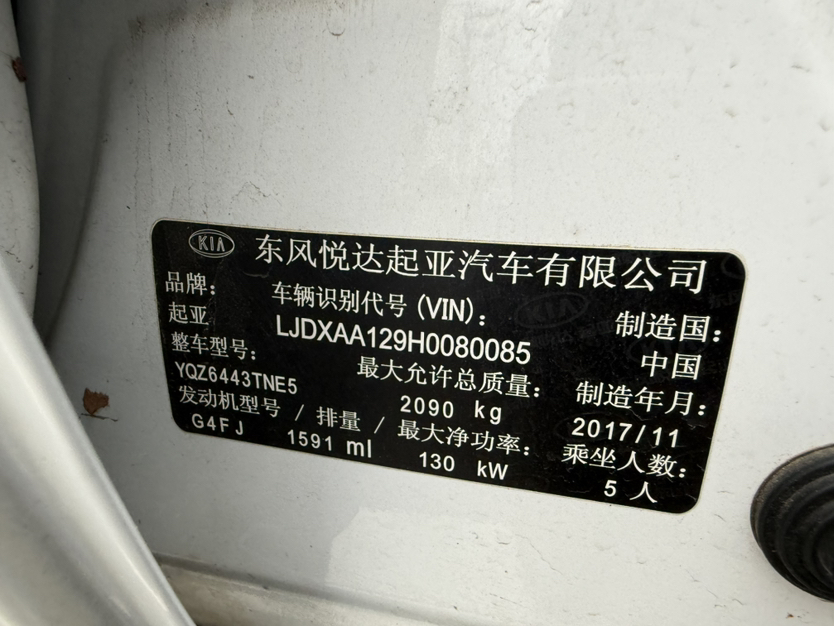 KIA 东风悦达起亚汽车有限公司
品牌： 车辆识别代号(VIN)： 制造国：
起亚 LJDXAA129H0080085 中国
整车型号： 最大允许总质量： 制造年月：
YQZ6443TNE5 2090 kg 2017/11
发动机型号 / 排量 / 最大净功率： 乘坐人数：
G4FJ 1591 ml 130 kW 5 人